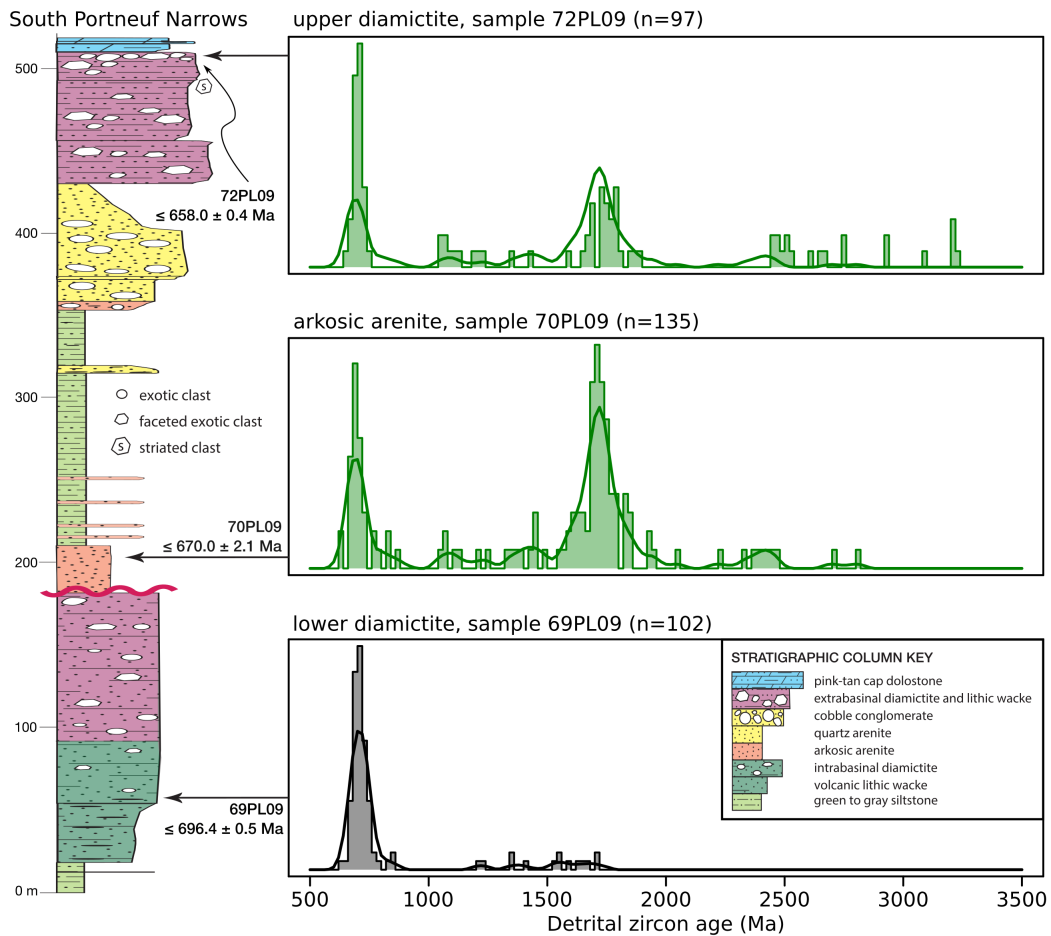 South Portneuf Narrows
upper diamictite, sample 72PL09 (n=97)
500
S
72PL09
≤ 658.0 ± 0.4 Ma
400
arkosic arenite, sample 70PL09 (n=135)
300
exotic clast
faceted exotic clast
S striated clast
70PL09
≤ 670.0 ± 2.1 Ma
200
lower diamictite, sample 69PL09 (n=102)
STRATIGRAPHIC COLUMN KEY
pink-tan cap dolostone
extrabasinal diamictite and lithic wacke
cobble conglomerate
quartz arenite
arkosic arenite
intrabasinal diamictite
volcanic lithic wacke
green to gray siltstone
100
69PL09
≤ 696.4 ± 0.5 Ma
0 m
500 1000 1500 2000 2500 3000 3500
Detrital zircon age (Ma)